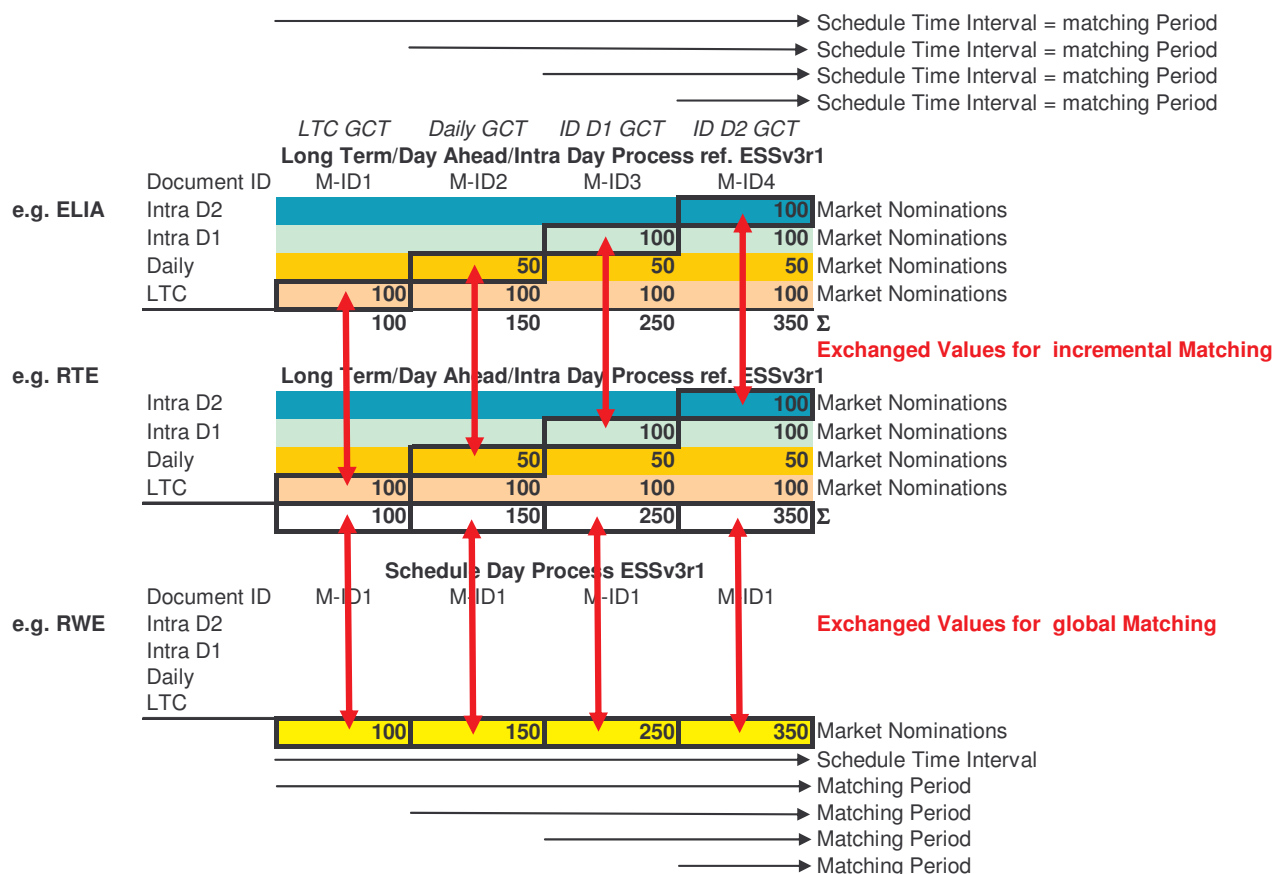 Schedule Time Interval = matching Period
Schedule Time Interval = matching Period
Schedule Time Interval = matching Period
Schedule Time Interval = matching Period
LTC GCT Daily GCT ID D1 GCT ID D2 GCT
Long Term/Day Ahead/Intra Day Process ref. ESSv3r1
Document ID M-ID1 M-ID2 M-ID3 M-ID4
e.g. ELIA Intra D2 100 Market Nominations
Intra D1 100 100 Market Nominations
Daily 50 50 50 Market Nominations
LTC 100 100 100 100 Market Nominations
100 150 250 350 Σ
Exchanged Values for incremental Matching
e.g. RTE Long Term/Day Ahead/Intra Day Process ref. ESSv3r1
Intra D2 100 Market Nominations
Intra D1 100 100 Market Nominations
Daily 50 50 50 Market Nominations
LTC 100 100 100 100 Market Nominations
100 150 250 350 Σ
Schedule Day Process ESSv3r1
Document ID M-ID1 M-ID1 M-ID1 M-ID1
e.g. RWE Intra D2 Exchanged Values for global Matching
Intra D1
Daily
LTC
100 150 250 350 Market Nominations
Schedule Time Interval
Matching Period
Matching Period
Matching Period
Matching Period